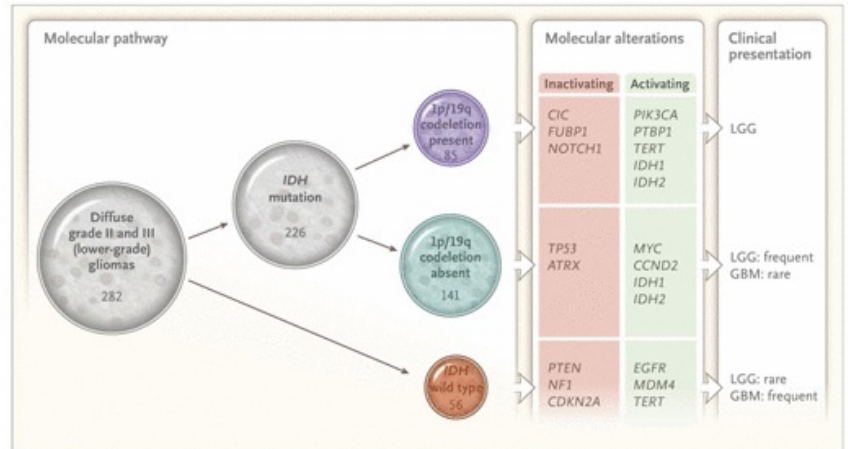 Molecular pathway
Diffuse
grade II and III
(lower-grade)
gliomas
282
IDH
mutation
226
1p/19q
codeletion
present
85
1p/19q
codeletion
absent
141
IDH
wild type
56
Molecular alterations
Inactivating
Activating
CIC
FUBP1
NOTCH1
PIK3CA
PTBP1
TERT
IDH1
IDH2
TP53
ATRX
MYC
CCND2
IDH1
IDH2
PTEN
NF1
CDKN2A
EGFR
MDM4
TERT
Clinical
presentation
LGG
LGG: frequent
GBM: rare
LGG: rare
GBM: frequent